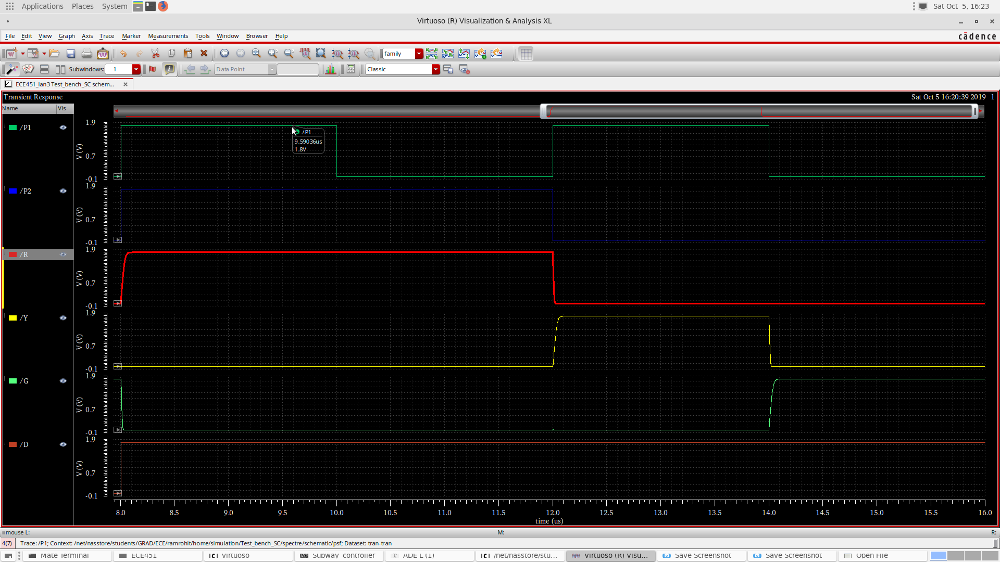 Applications Places System Sat Oct 5, 16:23
Virtuoso (R) Visualization & Analysis XL
File Edit View Graph Axis Trace Marker Measurements Tools Window Browser Help cādence
family
Subwindows: 1 Data Point Classic
ECE451_lan3 Test_bench_SC schem...
Transient Response Sat Oct 5 16:20:39 2019 1
Name Vis
/P1
1.9
V (V) 0.7
-0.1
/P1
9.59036us
1.8V
/P2
1.9
V (V) 0.7
-0.1
/R
1.9
V (V) 0.7
-0.1
/Y
1.9
V (V) 0.7
-0.1
/G
1.9
V (V) 0.7
-0.1
/D
1.9
V (V) 0.7
-0.1
8.0 8.5 9.0 9.5 10.0 10.5 11.0 11.5 12.0 12.5 13.0 13.5 14.0 14.5 15.0 15.5 16.0
time (us)
mouse L: M: R:
4(7) Trace: /P1; Context: /net/nasstore/students/GRAD/ECE/ramrohit/home/simulation/Test_bench_SC/spectre/schematic/psf; Dataset: tran-tran
Mate Terminal ECE451 Virtuoso Subway_controller ADE L (1) /net/nasstore/stu... Virtuoso (R) Visu... Save Screenshot Save Screenshot Open File